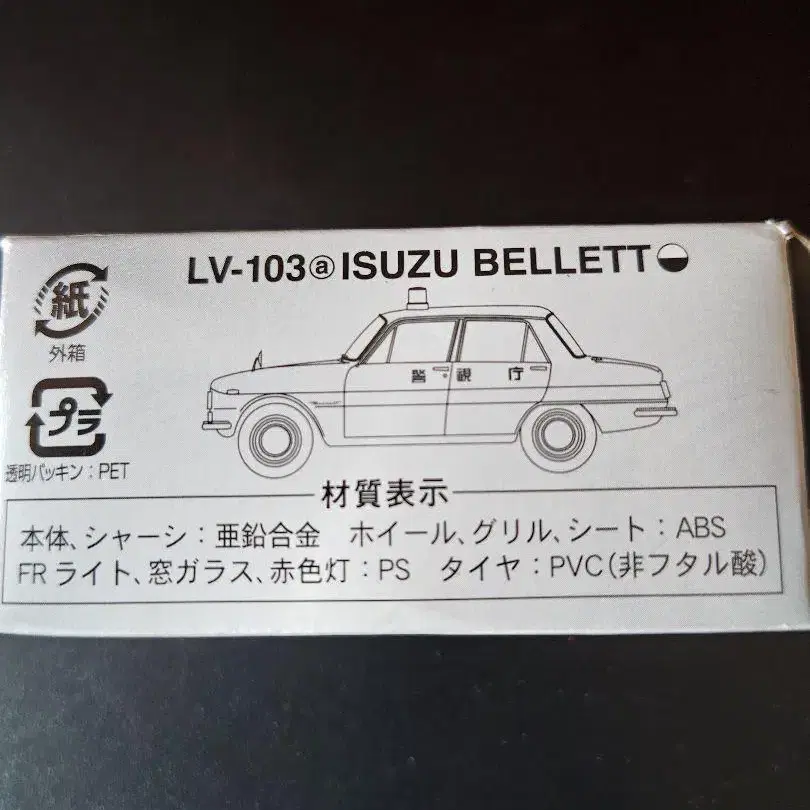 LV-103ⓐISUZU BELLETT
紙
外箱
プラ
透明パッキン：PET
警視庁
材質表示
本体、シャーシ：亜鉛合金　ホイール、グリル、シート：ABS
FRライト、窓ガラス、赤色灯：PS　タイヤ：PVC（非フタル酸）